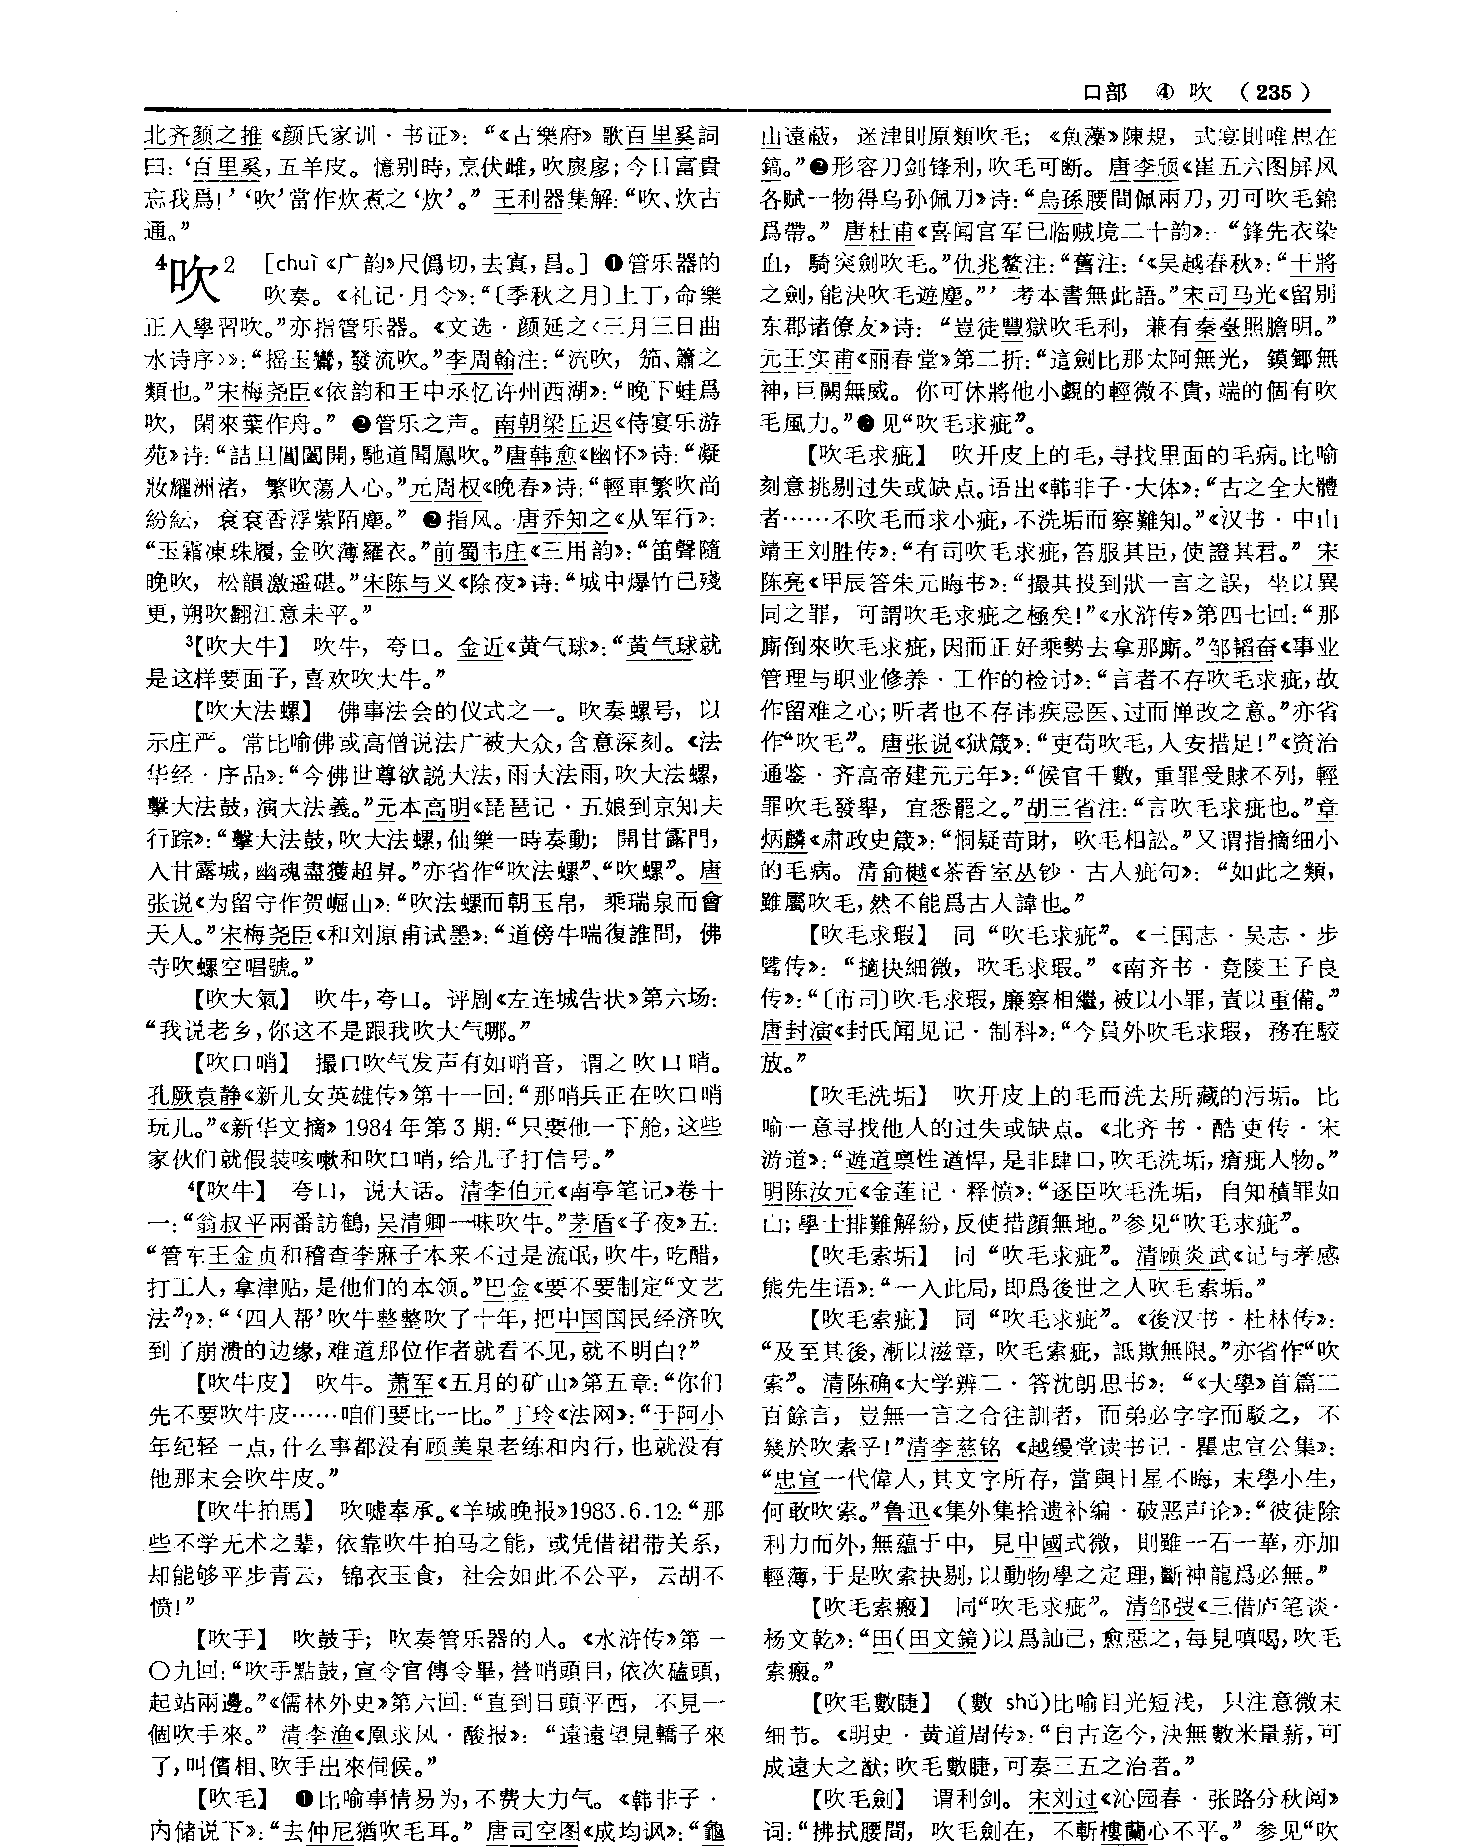 口部　④ 吹　（235）
北齐颜之推《颜氏家训·书证》：“《古樂府》歌百里奚詞
曰：‘百里奚，五羊皮。憶别時，烹伏雌，吹扊扅；今日富貴
忘我爲！’‘吹’當作炊煮之‘炊’。”王利器集解：“吹、炊古
通。”
4吹2　[chuì《广韵》尺僞切，去寘，昌。]❶管乐器的
吹奏。《礼记·月令》：“〔季秋之月〕上丁，命樂
正入學習吹。”亦指管乐器。《文选·颜延之〈三月三日曲
水诗序〉》：“摇玉鸞，發流吹。”李周翰注：“流吹，笳、簫之
類也。”宋梅尧臣《依韵和王中丞忆许州西湖》：“晚下蛙爲
吹，閑來葉作舟。”❷管乐之声。南朝梁丘迟《侍宴乐游
苑》诗：“詰旦閶闔開，馳道聞鳳吹。”唐韩愈《幽怀》诗：“凝
妝耀洲渚，繁吹蕩人心。”元周权《晚春》诗：“輕車繁吹尚
紛紜，衮衮香浮紫陌塵。”❷指风。唐乔知之《从军行》：
“玉霜凍珠履，金吹薄羅衣。”前蜀韦庄《三用韵》：“笛聲隨
晚吹，松韻激遥碪。”宋陈与义《除夜》诗：“城中爆竹已殘
更，朔吹翻江意未平。”
3【吹大牛】　吹牛，夸口。金近《黄气球》：“黄气球就
是这样要面子，喜欢吹大牛。”
【吹大法螺】　佛事法会的仪式之一。吹奏螺号，以
示庄严。常比喻佛或高僧说法广被大众，含意深刻。《法
华经·序品》：“今佛世尊欲説大法，雨大法雨，吹大法螺，
擊大法鼓，演大法義。”元本高明《琵琶记·五娘到京知夫
行踪》：“擊大法鼓，吹大法螺，仙樂一時奏動；開甘露門，
入甘露城，幽魂盡獲超昇。”亦省作“吹法螺”、“吹螺”。唐
张说《为留守作贺崛山》：“吹法螺而朝玉帛，乘瑞泉而會
天人。”宋梅尧臣《和刘原甫试墨》：“道傍牛喘復誰問，佛
寺吹螺空唱號。”
【吹大氣】　吹牛，夸口。评剧《左连城告状》第六场：
“我说老乡，你这不是跟我吹大气哪。”
【吹口哨】　撮口吹气发声有如哨音，谓之吹口哨。
孔厥袁静《新儿女英雄传》第十一回：“那哨兵正在吹口哨
玩儿。”《新华文摘》1984年第3期：“只要他一下舱，这些
家伙们就假装咳嗽和吹口哨，给儿子打信号。”
4【吹牛】　夸口，说大话。清李伯元《南亭笔记》卷十
一：“翁叔平兩番訪鶴，吴清卿一味吹牛。”茅盾《子夜》五：
“管车王金贞和稽查李麻子本来不过是流氓，吹牛，吃醋，
打工人，拿津贴，是他们的本领。”巴金《要不要制定“文艺
法”？》：“‘四人帮’吹牛整整吹了十年，把中国国民经济吹
到了崩溃的边缘，难道那位作者就看不见，就不明白？”
【吹牛皮】　吹牛。萧军《五月的矿山》第五章：“你们
先不要吹牛皮……咱们要比一比。”丁玲《法网》：“于阿小
年纪轻一点，什么事都没有顾美泉老练和内行，也就没有
他那末会吹牛皮。”
【吹牛拍馬】　吹嘘奉承。《羊城晚报》1983.6.12：“那
些不学无术之辈，依靠吹牛拍马之能，或凭借裙带关系，
却能够平步青云，锦衣玉食，社会如此不公平，云胡不
愤！”
【吹手】　吹鼓手；吹奏管乐器的人。《水浒传》第一
〇九回：“吹手點鼓，宣令官傳令畢，營哨頭目，依次磕頭，
起站兩邊。”《儒林外史》第六回：“直到日頭平西，不見一
個吹手來。”清李渔《凰求风·酸报》：“遠遠望見轎子來
了，叫儐相、吹手出來伺候。”
【吹毛】　❶比喻事情易为，不费大力气。《韩非子·
内储说下》：“去仲尼猶吹毛耳。”唐司空图《成均讽》：“龜
山遠蔽，迷津則原類吹毛；《魚藻》陳規，式宴則唯思在
鎬。”❷形容刀剑锋利，吹毛可断。唐李颀《崔五六图屏风
各赋一物得乌孙佩刀》诗：“烏孫腰間佩兩刀，刃可吹毛錦
爲帶。”唐杜甫《喜闻官军已临贼境二十韵》：“鋒先衣染
血，騎突劍吹毛。”仇兆鳌注：“舊注：‘《吴越春秋》：“干將
之劍，能決吹毛遊塵。”’考本書無此語。”宋司马光《留别
东郡诸僚友》诗：“豈徒豐獄吹毛利，兼有秦臺照膽明。”
元王实甫《丽春堂》第二折：“這劍比那太阿無光，鏌鎁無
神，巨闕無威。你可休將他小覷的輕微不貴，端的個有吹
毛風力。”❸见“吹毛求疵”。
【吹毛求疵】　吹开皮上的毛，寻找里面的毛病。比喻
刻意挑剔过失或缺点。语出《韩非子·大体》：“古之全大體
者……不吹毛而求小疵，不洗垢而察難知。”《汉书·中山
靖王刘胜传》：“有司吹毛求疵，笞服其臣，使證其君。”宋
陈亮《甲辰答朱元晦书》：“撮其投到狀一言之誤，坐以異
同之罪，可謂吹毛求疵之極矣！”《水浒传》第四七回：“那
廝倒來吹毛求疵，因而正好乘勢去拿那廝。”邹韬奋《事业
管理与职业修养·工作的检讨》：“言者不存吹毛求疵，故
作留难之心；听者也不存讳疾忌医、过而惮改之意。”亦省
作“吹毛”。唐张说《狱箴》：“吏苟吹毛，人安措足！”《资治
通鉴·齐高帝建元元年》：“候官千數，重罪受賕不列，輕
罪吹毛發舉，宜悉罷之。”胡三省注：“言吹毛求疵也。”章
炳麟《肃政史箴》：“恫疑苛財，吹毛相訟。”又谓指摘细小
的毛病。清俞樾《茶香室丛钞·古人疵句》：“如此之類，
雖屬吹毛，然不能爲古人諱也。”
【吹毛求瑕】　同“吹毛求疵”。《三国志·吴志·步
骘传》：“擿抉細微，吹毛求瑕。”《南齐书·竟陵王子良
传》：“〔市司〕吹毛求瑕，廉察相繼，被以小罪，責以重備。”
唐封演《封氏闻见记·制科》：“今員外吹毛求瑕，務在駮
放。”
【吹毛洗垢】　吹开皮上的毛而洗去所藏的污垢。比
喻一意寻找他人的过失或缺点。《北齐书·酷吏传·宋
游道》：“遊道禀性遒悍，是非肆口，吹毛洗垢，瘡疵人物。”
明陈汝元《金莲记·释愤》：“逐臣吹毛洗垢，自知積罪如
山；學士排難解紛，反使措顔無地。”参见“吹毛求疵”。
【吹毛索垢】　同“吹毛求疵”。清顾炎武《记与孝感
熊先生语》：“一入此局，即爲後世之人吹毛索垢。”
【吹毛索疵】　同“吹毛求疵”。《後汉书·杜林传》：
“及至其後，漸以滋章，吹毛索疵，詆欺無限。”亦省作“吹
索”。清陈确《大学辨二·答沈朗思书》：“《大學》首篇二
百餘言，豈無一言之合往訓者，而弟必字字而駁之，不
幾於吹索乎！”清李慈铭《越缦堂读书记·瞿忠宣公集》：
“忠宣一代偉人，其文字所存，當與日星不晦，末學小生，
何敢吹索。”鲁迅《集外集拾遗补编·破恶声论》：“彼徒除
利力而外，無藴于中，見中國式微，則雖一石一華，亦加
輕薄，于是吹索抉剔，以動物學之定理，斷神龍爲必無。”
【吹毛索瘢】　同“吹毛求疵”。清邹弢《三借庐笔谈·
杨文乾》：“田(田文鏡)以爲訕己，愈惡之，每見嗔喝，吹毛
索瘢。”
【吹毛數睫】　(數 shǔ)比喻目光短浅，只注意微末
细节。《明史·黄道周传》：“自古迄今，決無數米量薪，可
成遠大之猷；吹毛數睫，可奏三五之治者。”
【吹毛劍】　谓利剑。宋刘过《沁园春·张路分秋阅》
词：“拂拭腰間，吹毛劍在，不斬樓蘭心不平。”参见“吹